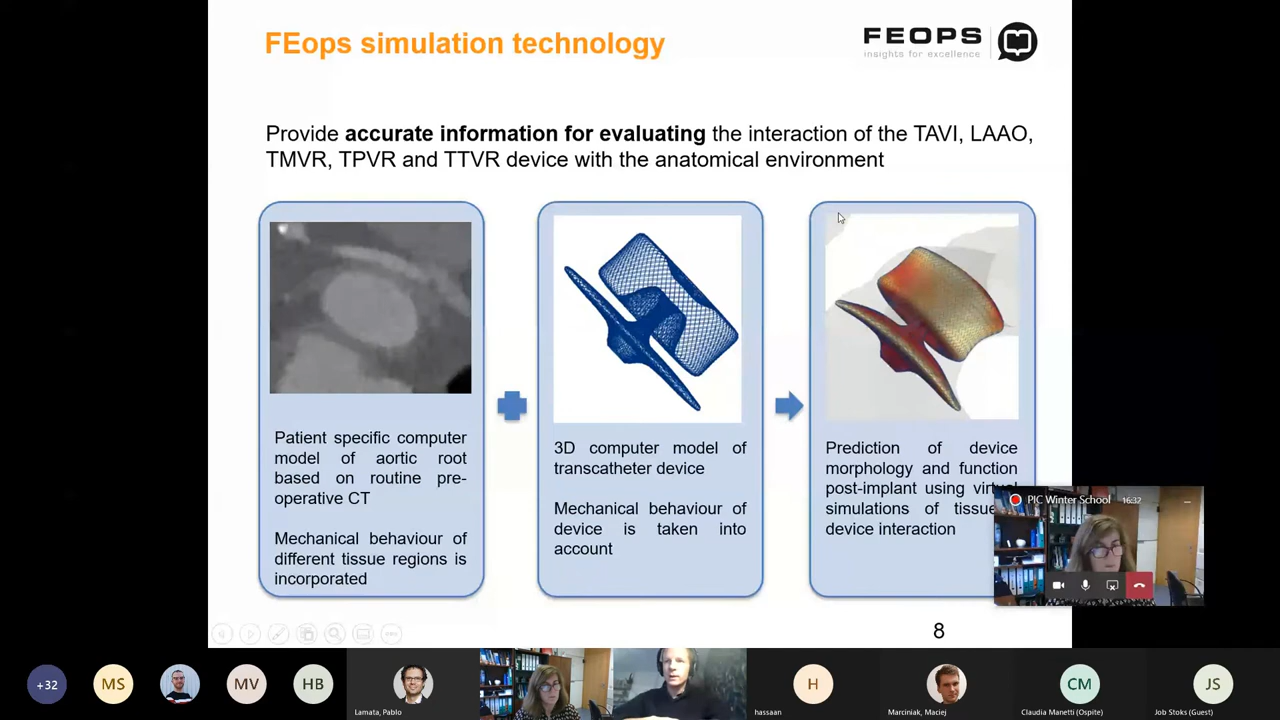 FEops simulation technology
FEOPS
insights for excellence
Provide accurate information for evaluating the interaction of the TAVI, LAAO,
TMVR, TPVR and TTVR device with the anatomical environment
Patient specific computer
model of aortic root
based on routine pre-
operative CT
Mechanical behaviour of
different tissue regions is
incorporated
3D computer model of
transcatheter device
Mechanical behaviour of
device is taken into
account
Prediction of device
morphology and function
post-implant using virtual
simulations of tissue
device interaction
PIC Winter School 16:32
8
+32
MS
MV
HB
Lamata, Pablo
H
hassaan
Marciniak, Maciej
CM
Claudia Manetti (Ospite)
JS
Job Stoks (Guest)